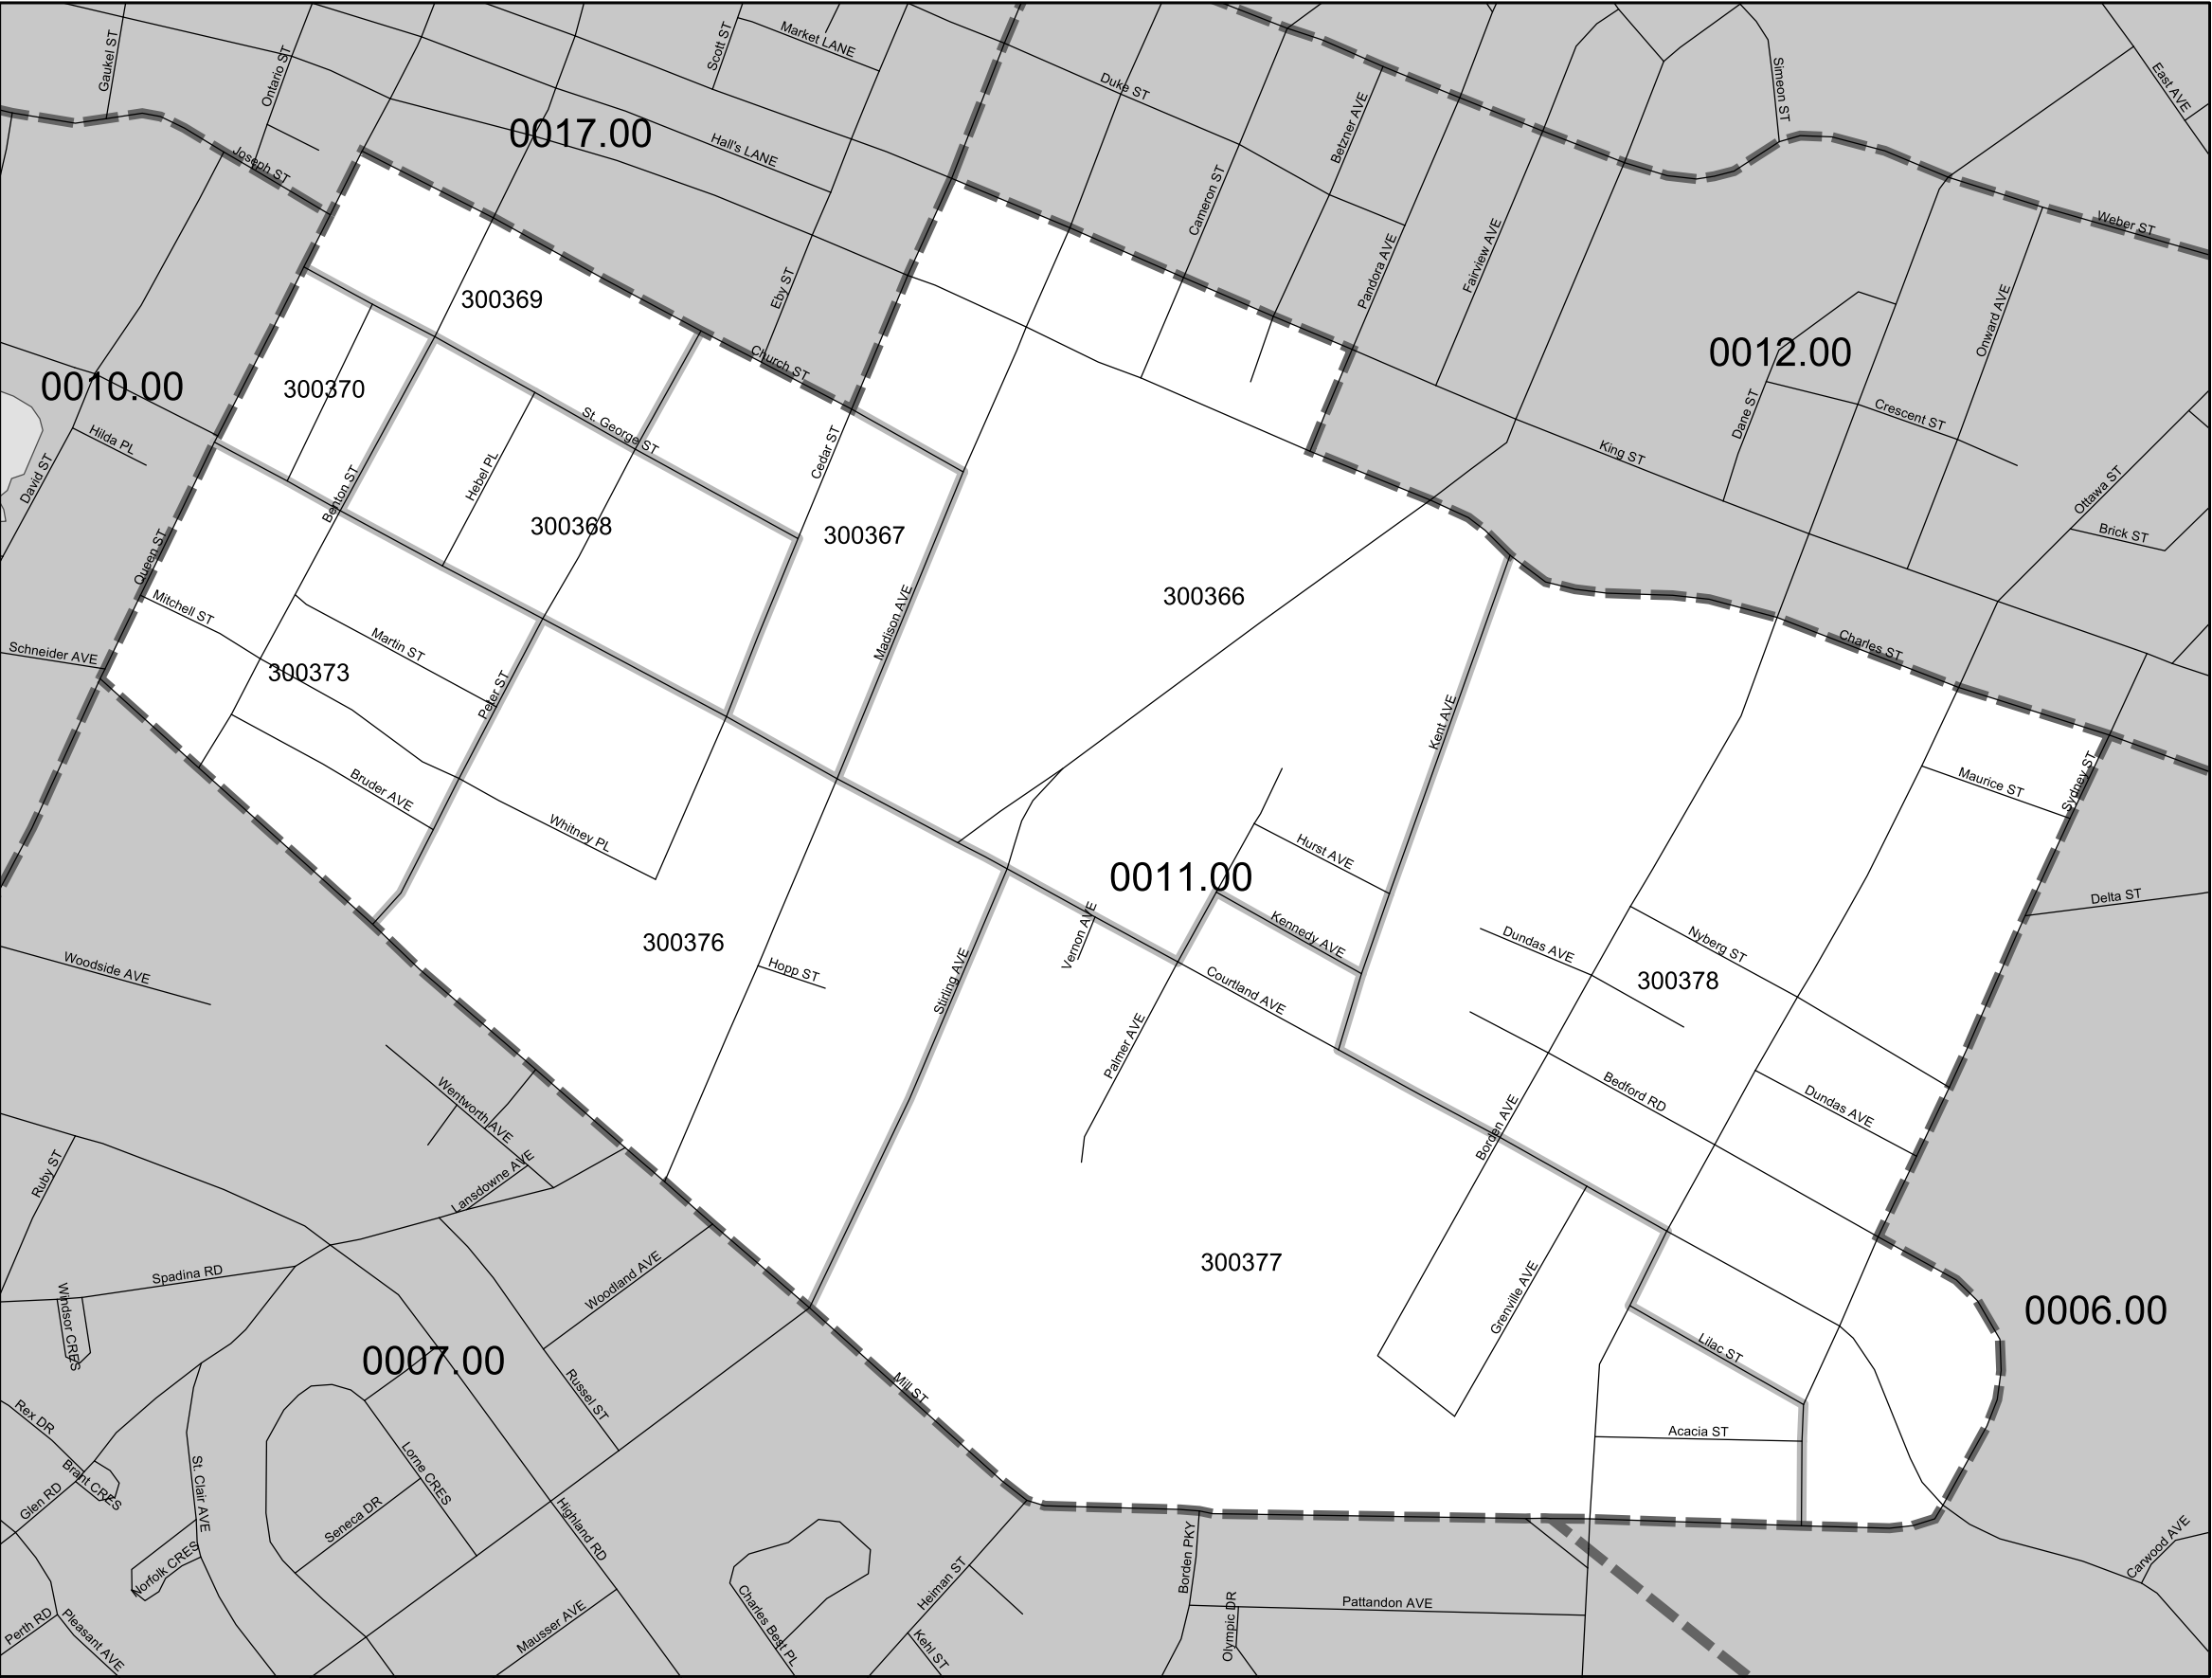 Gaukel ST
Ontario ST
Scott ST
Market LANE
Duke ST
Simeon ST
East AVE
0017.00
Hall's LANE
Betzner AVE
Joseph ST
Cameron ST
Weber ST
Pandora AVE
Fairview AVE
Eby ST
300369
Onward AVE
0012.00
Church ST
0010.00
300370
Dane ST
Crescent ST
Hilda PL
St. George ST
Cedar ST
King ST
David ST
Hebel PL
Benton ST
Ottawa ST
300368
300367
Brick ST
Queen ST
Mitchell ST
300366
Madison AVE
Martin ST
Charles ST
Schneider AVE
300373
Peter ST
Kent AVE
Sydney ST
Maurice ST
Bruder AVE
Whitney PL
Hurst AVE
0011.00
Delta ST
Kennedy AVE
Vernon AVE
Dundas AVE
Nyberg ST
300376
Woodside AVE
Hopp ST
Stirling AVE
Courtland AVE
300378
Palmer AVE
Wentworth AVE
Bedford RD
Dundas AVE
Borden AVE
Ruby ST
Lansdowne AVE
300377
Spadina RD
Woodland AVE
Windsor CRES
Grenville AVE
0006.00
0007.00
Lilac ST
Russel ST
Mill ST
Rex DR
Acacia ST
Brant CRES
Glen RD
St. Clair AVE
Lorne CRES
Seneca DR
Highland RD
Norfolk CRES
Borden PKY
Heiman ST
Carwood AVE
Charles Best PL
Pattandon AVE
Olympic DR
Perth RD
Pleasant AVE
Mausser AVE
Kehl ST